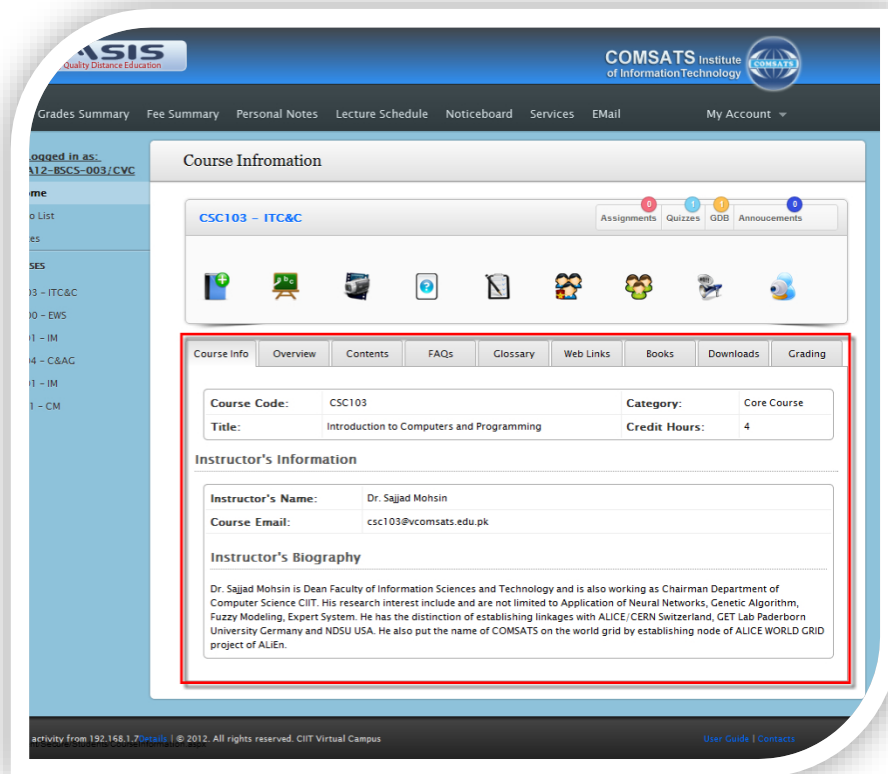 ASIS
Quality Distance Education
COMSATS Institute
of Information Technology
COMSATS
Grades Summary Fee Summary Personal Notes Lecture Schedule Noticeboard Services EMail My Account
ogged in as:
A12-BSCS-003/CVC
Course Infromation
ome
o List
es
CSC103 - ITC&C
0 1 1 0
Assignments Quizzes GDB Annoucements
SES
03 - ITC&C
00 - EWS
01 - IM
04 - C&AG
01 - IM
1 - CM
Course Info Overview Contents FAQs Glossary Web Links Books Downloads Grading
Course Code: CSC103 Category: Core Course
Title: Introduction to Computers and Programming Credit Hours: 4
Instructor's Information
Instructor's Name: Dr. Sajjad Mohsin
Course Email: csc103@vcomsats.edu.pk
Instructor's Biography
Dr. Sajjad Mohsin is Dean Faculty of Information Sciences and Technology and is also working as Chairman Department of
Computer Science CIIT. His research interest include and are not limited to Application of Neural Networks, Genetic Algorithm,
Fuzzy Modeling, Expert System. He has the distinction of establishing linkages with ALICE/CERN Switzerland, GET Lab Paderborn
University Germany and NDSU USA. He also put the name of COMSATS on the world grid by establishing node of ALICE WORLD GRID
project of ALiEn.
activity from 192.168.1.7 Details | © 2012. All rights reserved. CIIT Virtual Campus User Guide | Contacts